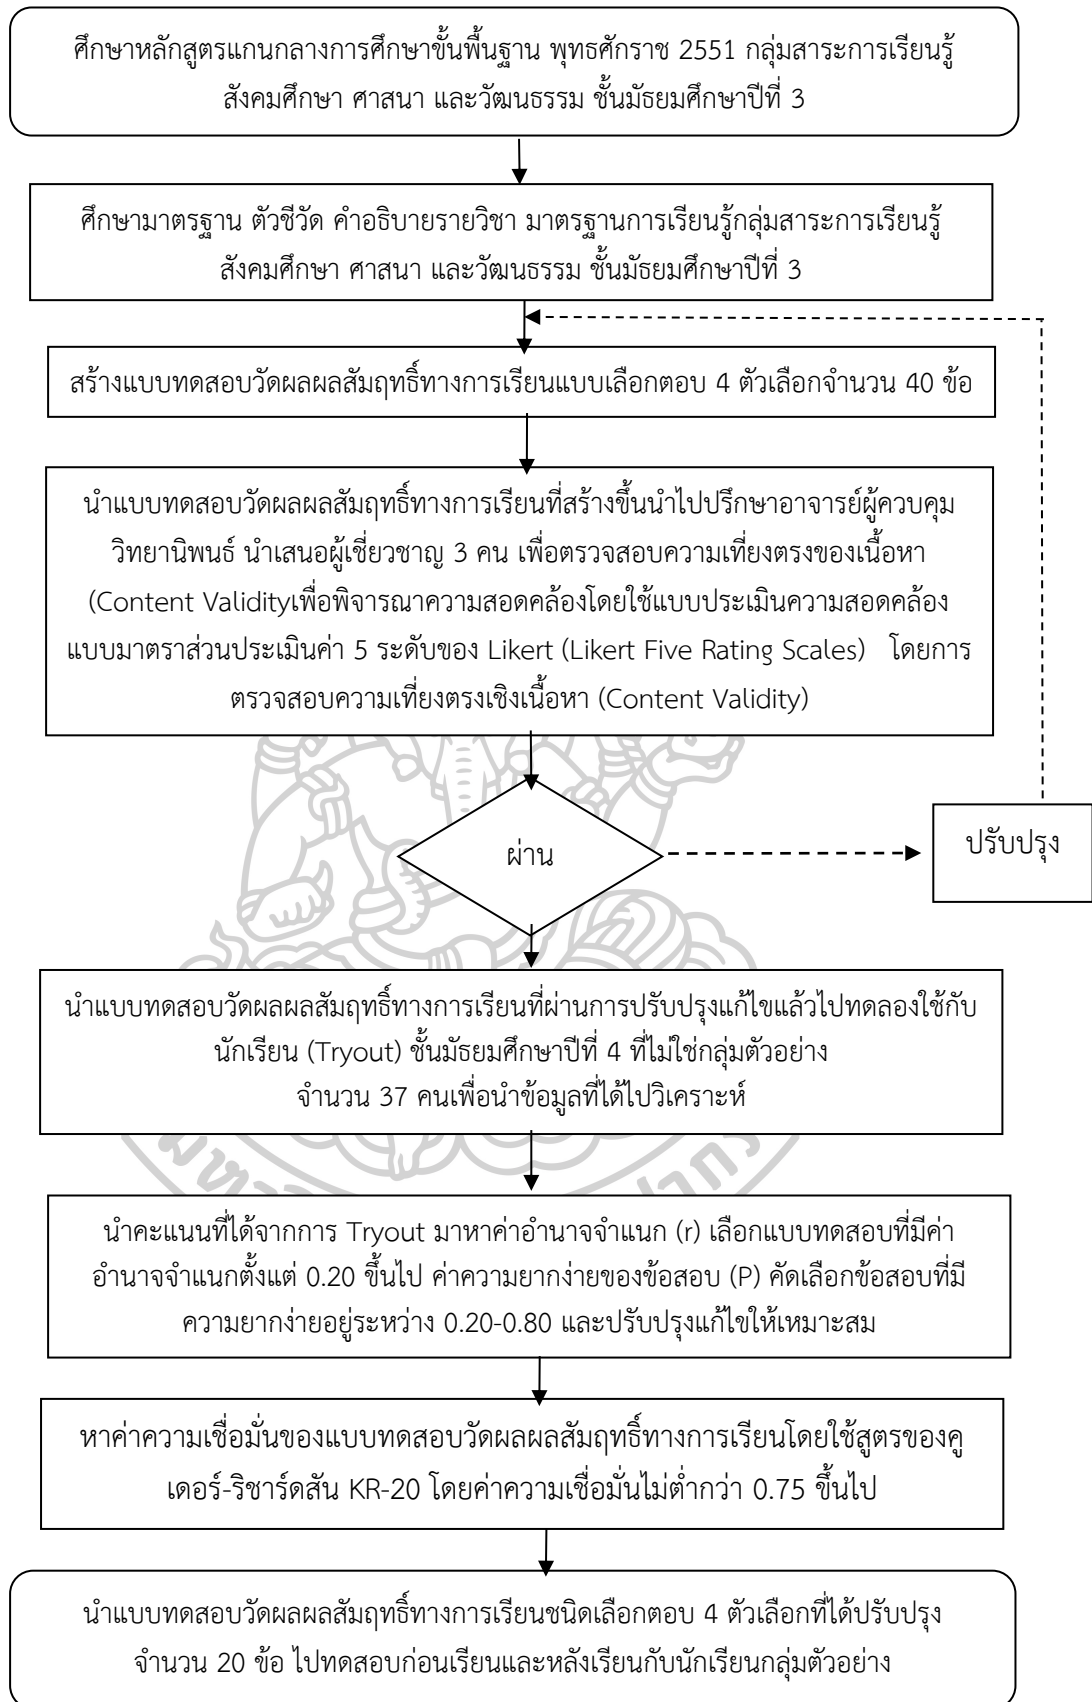 ศึกษาหลักสูตรแกนกลางการศึกษาขั้นพื้นฐาน พุทธศักราช 2551 กลุ่มสาระการเรียนรู้
สังคมศึกษา ศาสนา และวัฒนธรรม ชั้นมัธยมศึกษาปีที่ 3
ศึกษามาตรฐาน ตัวชี้วัด คำอธิบายรายวิชา มาตรฐานการเรียนรู้กลุ่มสาระการเรียนรู้
สังคมศึกษา ศาสนา และวัฒนธรรม ชั้นมัธยมศึกษาปีที่ 3
สร้างแบบทดสอบวัดผลผลสัมฤทธิ์ทางการเรียนแบบเลือกตอบ 4 ตัวเลือกจำนวน 40 ข้อ
นำแบบทดสอบวัดผลผลสัมฤทธิ์ทางการเรียนที่สร้างขึ้นนำไปปรึกษาอาจารย์ผู้ควบคุม
วิทยานิพนธ์ นำเสนอผู้เชี่ยวชาญ 3 คน เพื่อตรวจสอบความเที่ยงตรงของเนื้อหา
(Content Validityเพื่อพิจารณาความสอดคล้องโดยใช้แบบประเมินความสอดคล้อง
แบบมาตราส่วนประเมินค่า 5 ระดับของ Likert (Likert Five Rating Scales) โดยการ
ตรวจสอบความเที่ยงตรงเชิงเนื้อหา (Content Validity)
ผ่าน
ปรับปรุง
นำแบบทดสอบวัดผลผลสัมฤทธิ์ทางการเรียนที่ผ่านการปรับปรุงแก้ไขแล้วไปทดลองใช้กับ
นักเรียน (Tryout) ชั้นมัธยมศึกษาปีที่ 4 ที่ไม่ใช่กลุ่มตัวอย่าง
จำนวน 37 คนเพื่อนำข้อมูลที่ได้ไปวิเคราะห์
นำคะแนนที่ได้จากการ Tryout มาหาค่าอำนาจจำแนก (r) เลือกแบบทดสอบที่มีค่า
อำนาจจำแนกตั้งแต่ 0.20 ขึ้นไป ค่าความยากง่ายของข้อสอบ (P) คัดเลือกข้อสอบที่มี
ความยากง่ายอยู่ระหว่าง 0.20-0.80 และปรับปรุงแก้ไขให้เหมาะสม
หาค่าความเชื่อมั่นของแบบทดสอบวัดผลผลสัมฤทธิ์ทางการเรียนโดยใช้สูตรของคู
เดอร์-ริชาร์ดสัน KR-20 โดยค่าความเชื่อมั่นไม่ต่ำกว่า 0.75 ขึ้นไป
นำแบบทดสอบวัดผลผลสัมฤทธิ์ทางการเรียนชนิดเลือกตอบ 4 ตัวเลือกที่ได้ปรับปรุง
จำนวน 20 ข้อ ไปทดสอบก่อนเรียนและหลังเรียนกับนักเรียนกลุ่มตัวอย่าง